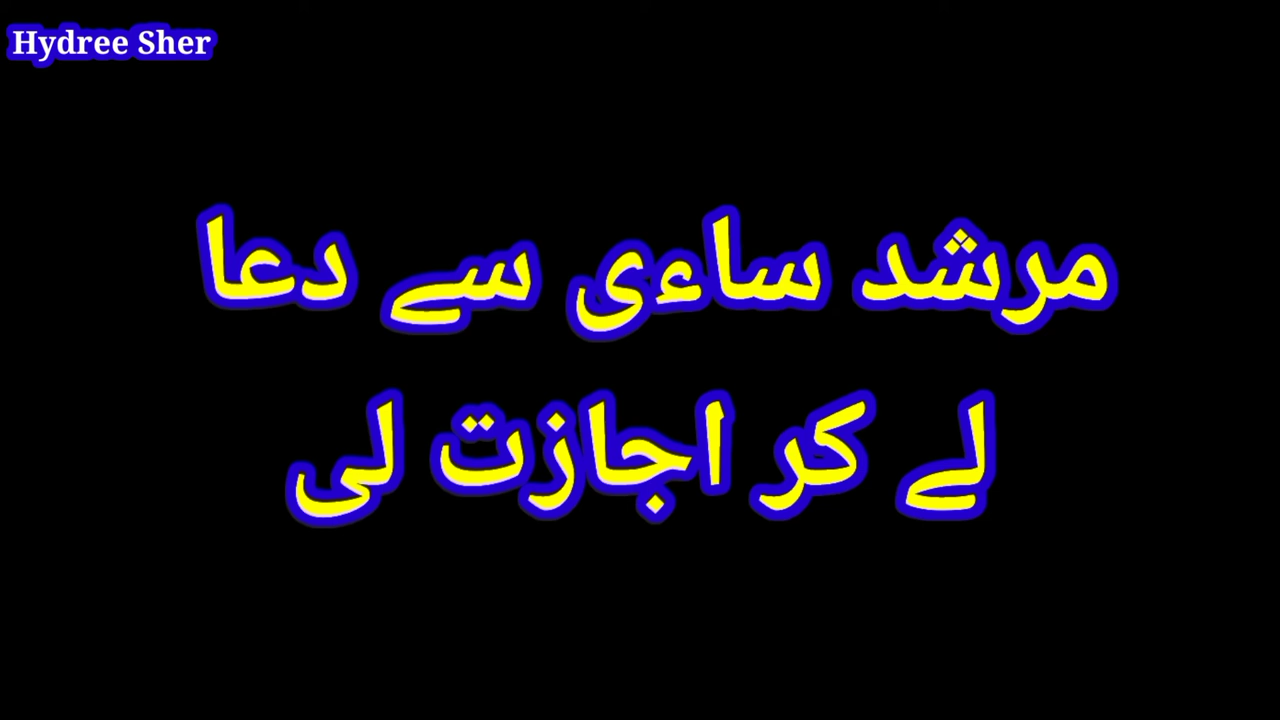 Hydree Sher
مرشد ساءی سے دعا
لے کر اجازت لی